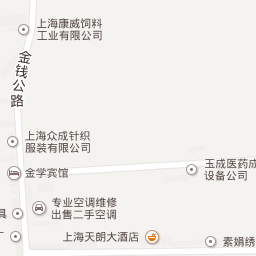 上海康威饲料
工业有限公司
金钱公路
上海众成针织
服装有限公司
玉成医药成
设备公司
金学宾馆
专业空调维修
出售二手空调
具
厂
上海天朗大酒店
素娟绣